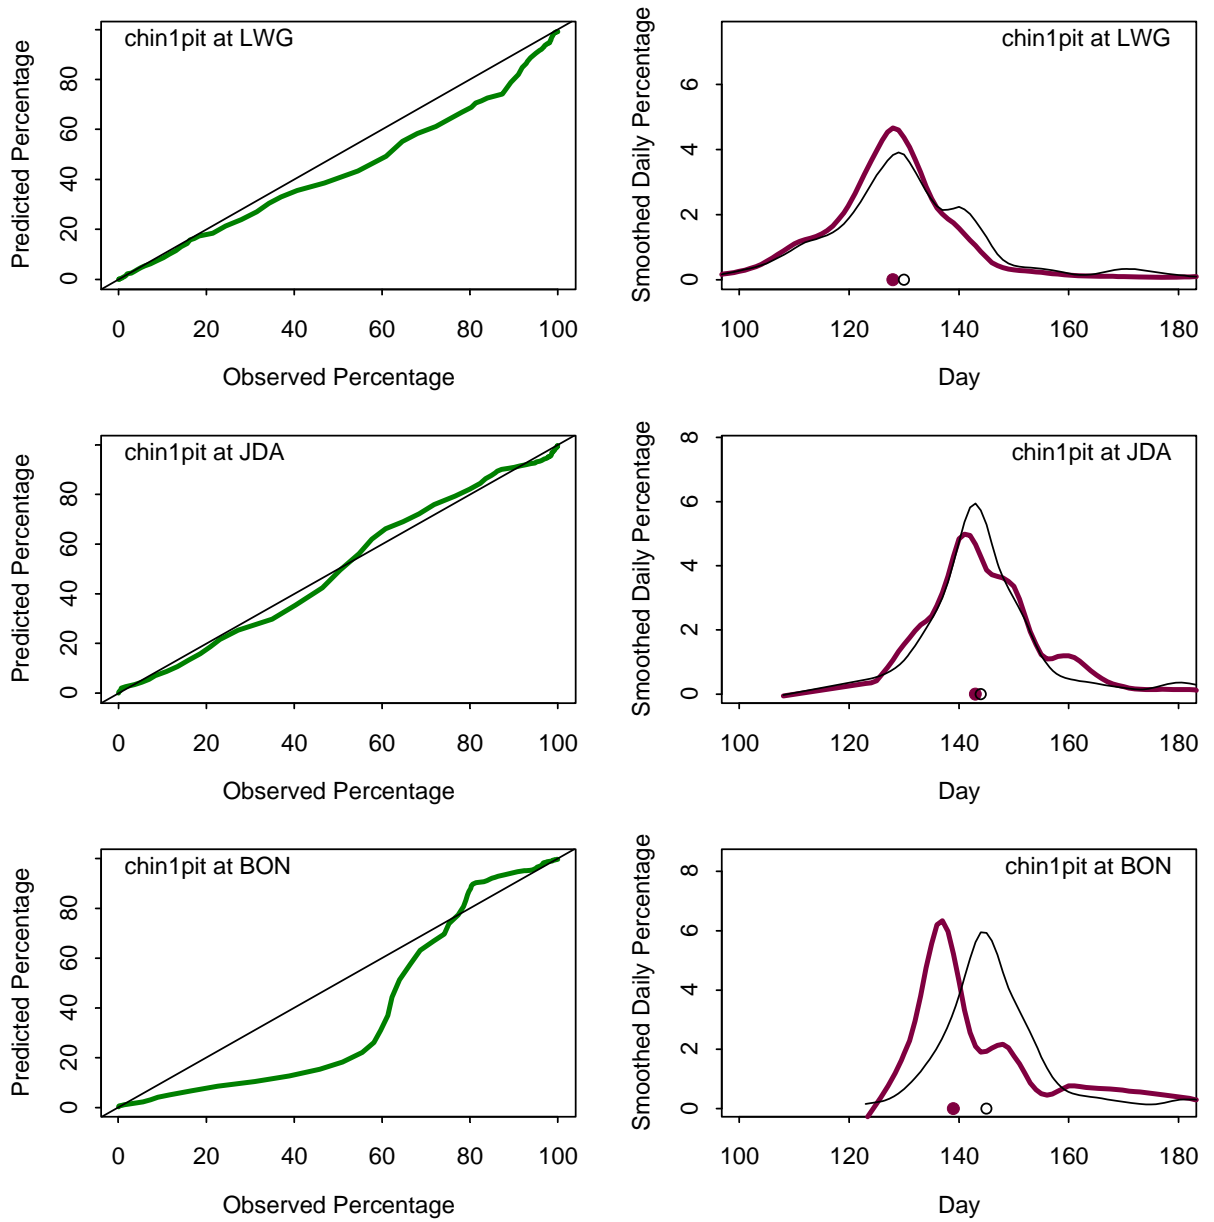 chin1pit at LWG
Predicted Percentage
0 20 40 60 80
0 20 40 60 80 100
Observed Percentage
chin1pit at LWG
Smoothed Daily Percentage
0 2 4 6
100 120 140 160 180
Day
chin1pit at JDA
Predicted Percentage
0 20 40 60 80
0 20 40 60 80 100
Observed Percentage
chin1pit at JDA
Smoothed Daily Percentage
0 2 4 6 8
100 120 140 160 180
Day
chin1pit at BON
Predicted Percentage
0 20 40 60 80
0 20 40 60 80 100
Observed Percentage
chin1pit at BON
Smoothed Daily Percentage
0 2 4 6 8
100 120 140 160 180
Day